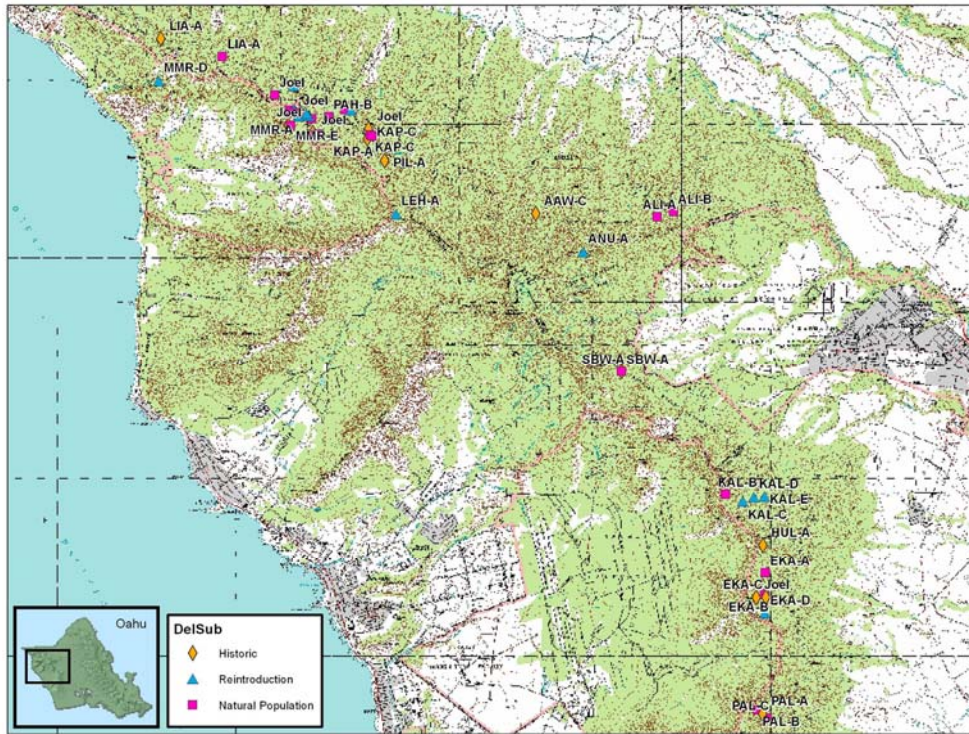 LIA-A
LIA-A
MMR-D
Joel
Joel
PAH-B
Joel
Joel
Joel
MMR-A
MMR-E
KAP-C
KAP-A
KAP-C
PIL-A
LEH-A
AAW-C
ALI-A
ALI-B
ANU-A
SBW-A
SBW-A
KAL-B
KAL-D
KAL-E
KAL-C
HUL-A
EKA-A
EKA-C
Joel
EKA-B
EKA-D
PAL-C
PAL-A
PAL-B
Oahu
DelSub
Historic
Reintroduction
Natural Population